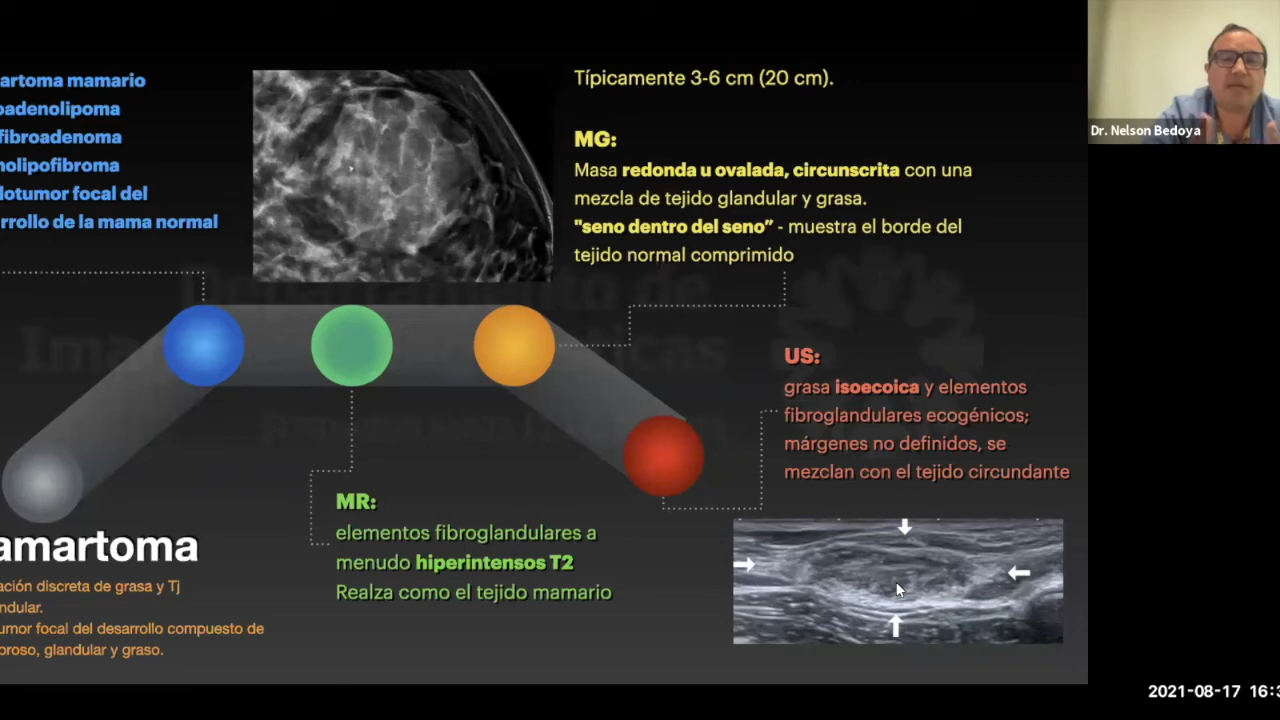 artoma mamario
oadenolipoma
fibroadenoma
nolipofibroma
dotumor focal del
rrollo de la mama normal
Típicamente 3-6 cm (20 cm).
MG:
Masa redonda u ovalada, circunscrita con una
mezcla de tejido glandular y grasa.
"seno dentro del seno” - muestra el borde del
tejido normal comprimido
Dr. Nelson Bedoya
Departamento de
US:
grasa isoecoica y elementos
fibroglandulares ecogénicos;
márgenes no definidos, se
mezclan con el tejido circundante
MR:
elementos fibroglandulares a
menudo hiperintensos T2
Realza como el tejido mamario
amartoma
ación discreta de grasa y Tj
ndular.
umor focal del desarrollo compuesto de
broso, glandular y graso.
2021-08-17 16:3